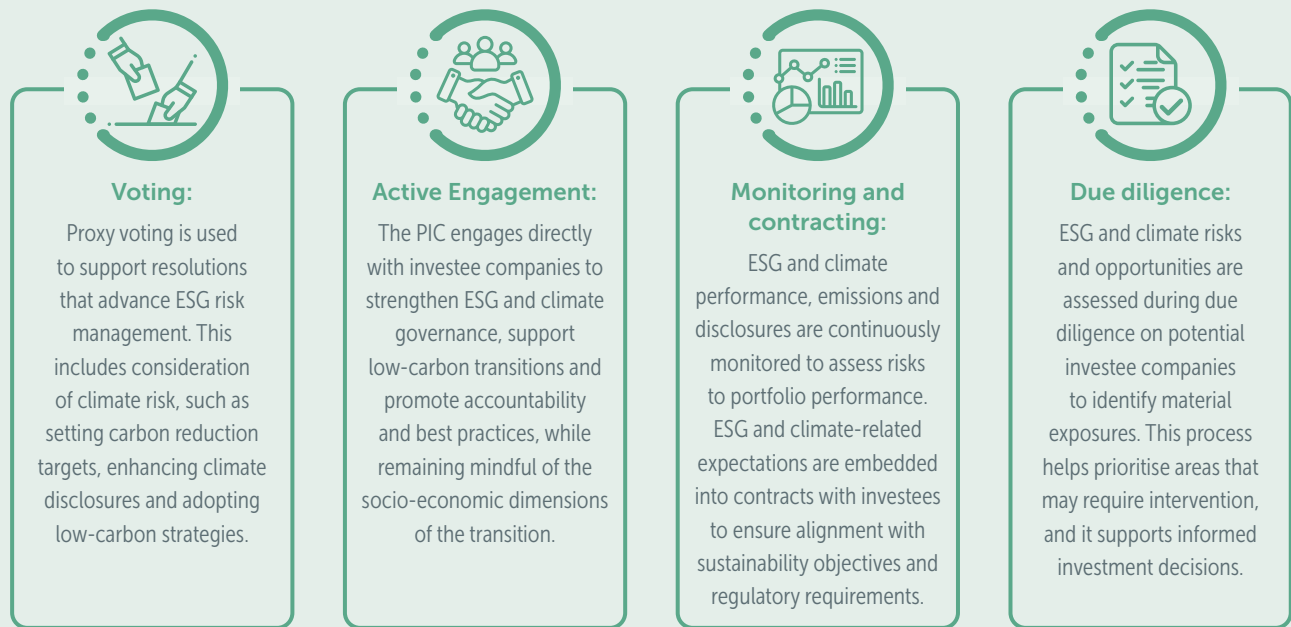 Voting:
Proxy voting is used
to support resolutions
that advance ESG risk
management. This
includes consideration
of climate risk, such as
setting carbon reduction
targets, enhancing climate
disclosures and adopting
low-carbon strategies.
Active Engagement:
The PIC engages directly
with investee companies to
strengthen ESG and climate
governance, support
low-carbon transitions and
promote accountability
and best practices, while
remaining mindful of the
socio-economic dimensions
of the transition.
Monitoring and
contracting:
ESG and climate
performance, emissions and
disclosures are continuously
monitored to assess risks
to portfolio performance.
ESG and climate-related
expectations are embedded
into contracts with investees
to ensure alignment with
sustainability objectives and
regulatory requirements.
Due diligence:
ESG and climate risks
and opportunities are
assessed during due
diligence on potential
investee companies
to identify material
exposures. This process
helps prioritise areas that
may require intervention,
and it supports informed
investment decisions.